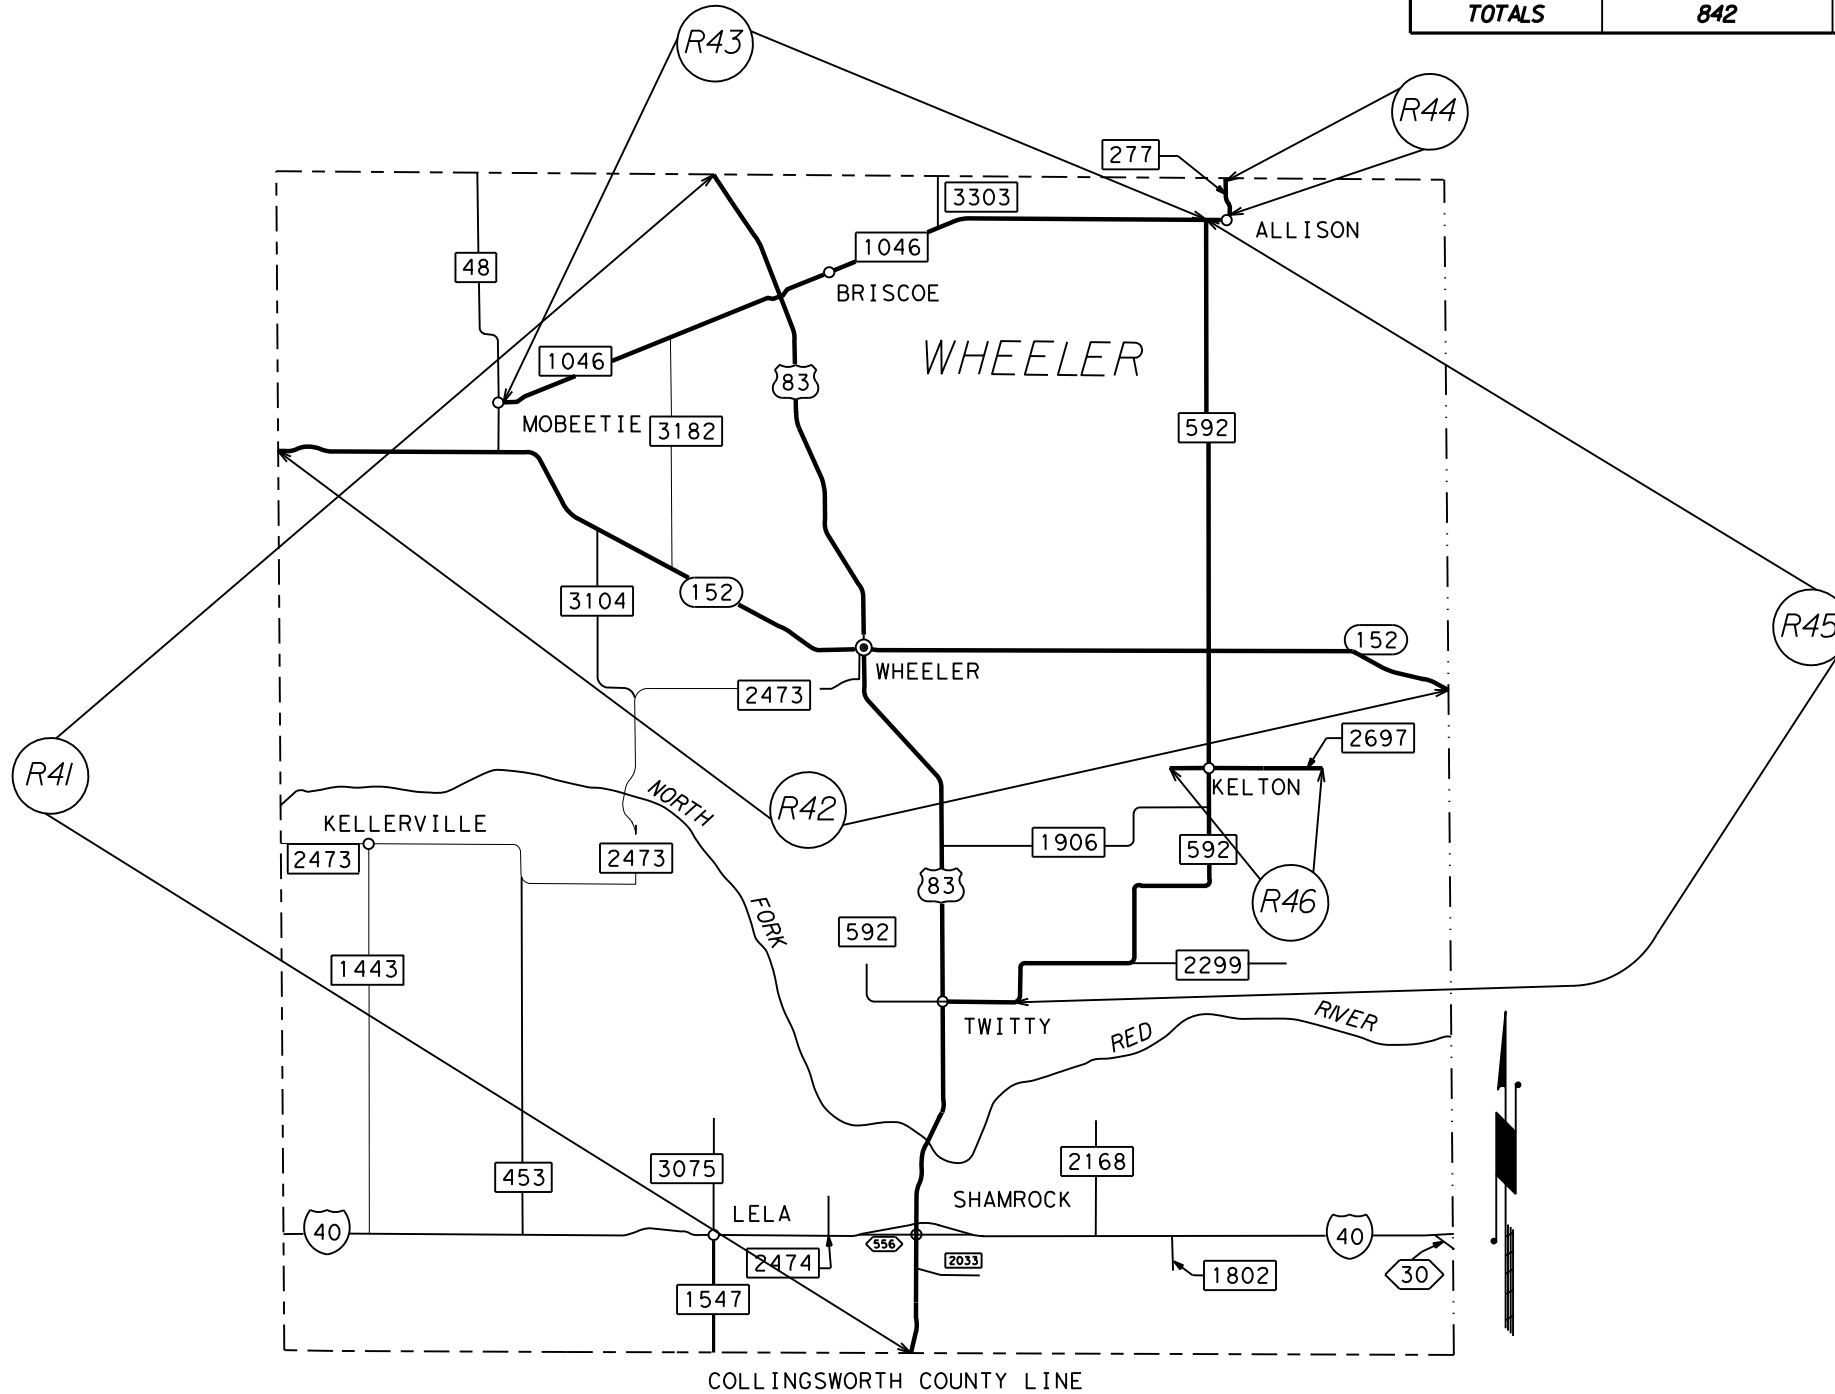 TOTALS 842
R43
R44
277
3303
ALLISON
1046
48
BRISCOE
WHEELER
1046
83
MOBEETIE
3182
592
152
3104
R45
152
WHEELER
2473
2697
R41
NORTH
R42
KELTON
KELLERVILLE
1906
592
2473
2473
83
R46
FORK
592
1443
2299
TWITTY
RED
RIVER
3075
2168
453
SHAMROCK
LELA
40
556
40
2474
2033
1802
30
1547
COLLINGSWORTH COUNTY LINE